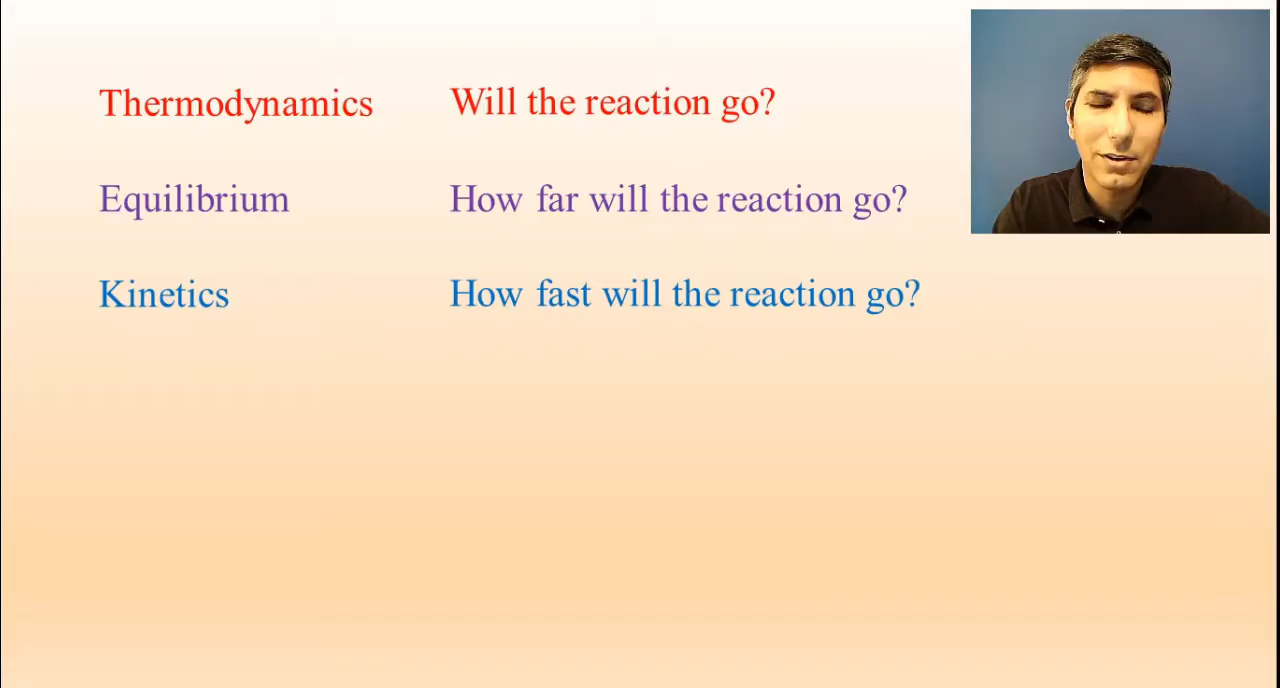 Thermodynamics Will the reaction go?
Equilibrium How far will the reaction go?
Kinetics How fast will the reaction go?